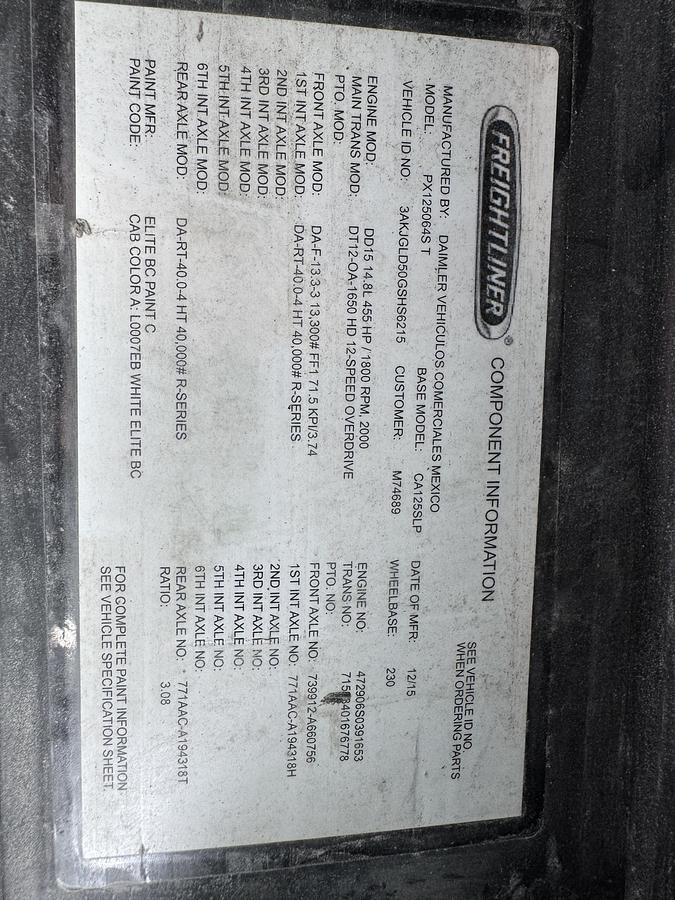 FREIGHTLINER® COMPONENT INFORMATION
SEE VEHICLE ID NO.
WHEN ORDERING PARTS
MANUFACTURED BY: DAIMLER VEHICULOS COMERCIALES MEXICO
MODEL: PX125064S T BASE MODEL: CA125SLP DATE OF MFR: 12/15
VEHICLE ID NO: 3AKJGLD50GSHS6215 CUSTOMER: M74689 WHEELBASE: 230
ENGINE MOD: DD15 14.8L 455 HP / 1800 RPM, 2000 ENGINE NO: 472906S0391653
MAIN TRANS MOD: DT12-OA-1650 HD 12-SPEED OVERDRIVE TRANS NO:
PTO. MOD: PTO: NO:
FRONT AXLE MOD: DA-F-13.3-3 13,300# FF1 71.5 KPI/3.74 FRONT AXLE NO: 739912-A660756
1ST INT AXLE MOD: DA-RT-40.0-4 HT 40,000# R-SERIES 1ST INT AXLE NO: 771AAC-A194318H
2ND INT AXLE MOD: 2ND INT AXLE NO:
3RD INT AXLE MOD: 3RD INT AXLE NO:
4TH INT AXLE MOD: 4TH INT AXLE NO:
5TH INT AXLE MOD: 5TH INT AXLE NO:
6TH INT AXLE MOD: 6TH INT AXLE NO:
REAR AXLE MOD: DA-RT-40.0-4 HT 40,000# R-SERIES REAR AXLE NO: 771AAC-A194318T
RATIO: 3.08
PAINT MFR: ELITE BC PAINT C
PAINT CODE: CAB COLOR A: L0007EB WHITE ELITE BC
FOR COMPLETE PAINT INFORMATION
SEE VEHICLE SPECIFICATION SHEET.